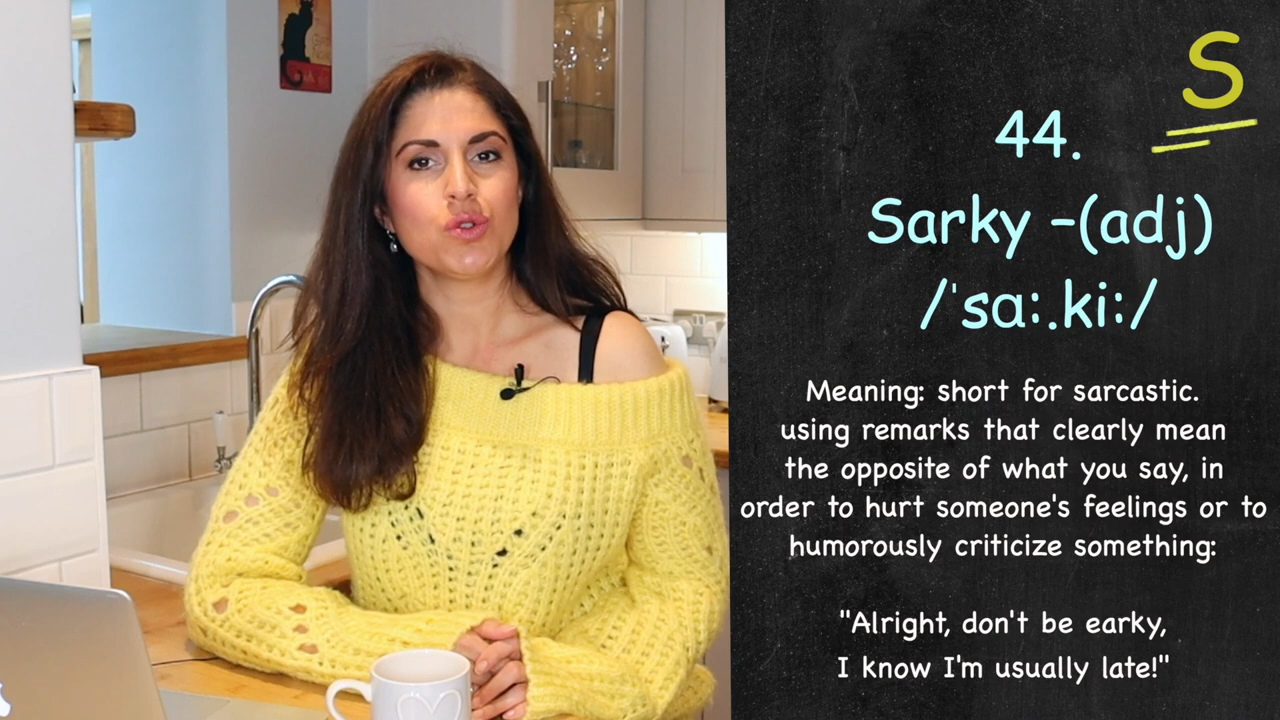 S
44.
Sarky -(adj)
/ˈsɑː.kiː/
Meaning: short for sarcastic.
using remarks that clearly mean
the opposite of what you say, in
order to hurt someone's feelings or to
humorously criticize something:
"Alright, don't be earky,
I know I'm usually late!"